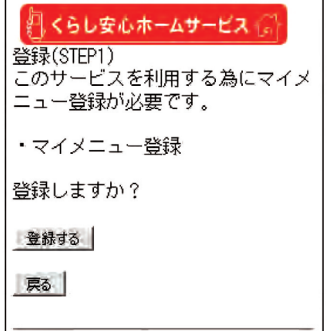 くらし安心ホームサービス
登録(STEP1)
このサービスを利用する為にマイメ
ニュー登録が必要です。
・マイメニュー登録
登録しますか？
登録する
戻る